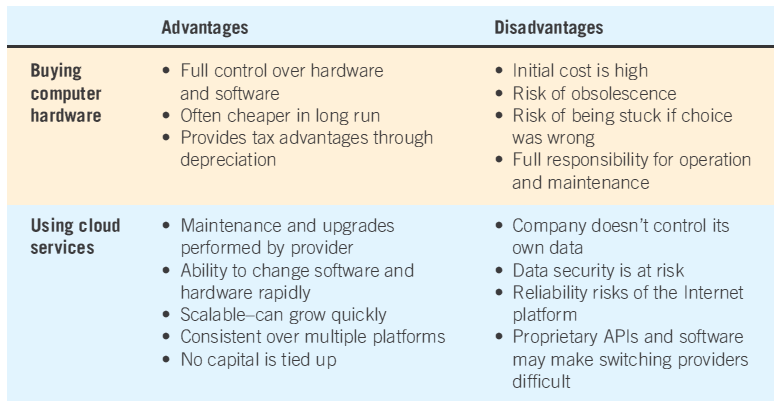 Advantages
Disadvantages
Buying
computer
hardware
• Full control over hardware
and software
• Often cheaper in long run
• Provides tax advantages through
depreciation
• Initial cost is high
• Risk of obsolescence
• Risk of being stuck if choice
was wrong
• Full responsibility for operation
and maintenance
Using cloud
services
• Maintenance and upgrades
performed by provider
• Ability to change software and
hardware rapidly
• Scalable–can grow quickly
• Consistent over multiple platforms
• No capital is tied up
• Company doesn’t control its
own data
• Data security is at risk
• Reliability risks of the Internet
platform
• Proprietary APIs and software
may make switching providers
difficult